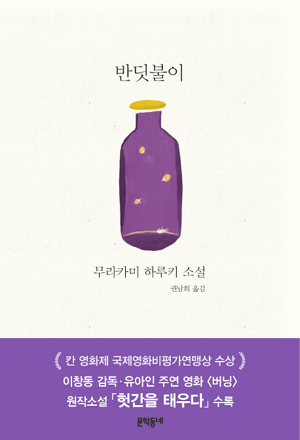 반딧불이
무라카미 하루키 소설
권남희 옮김
칸 영화제 국제영화비평가연맹상 수상
이창동 감독·유아인 주연 영화 〈버닝〉
원작소설 「헛간을 태우다」 수록
문학동네